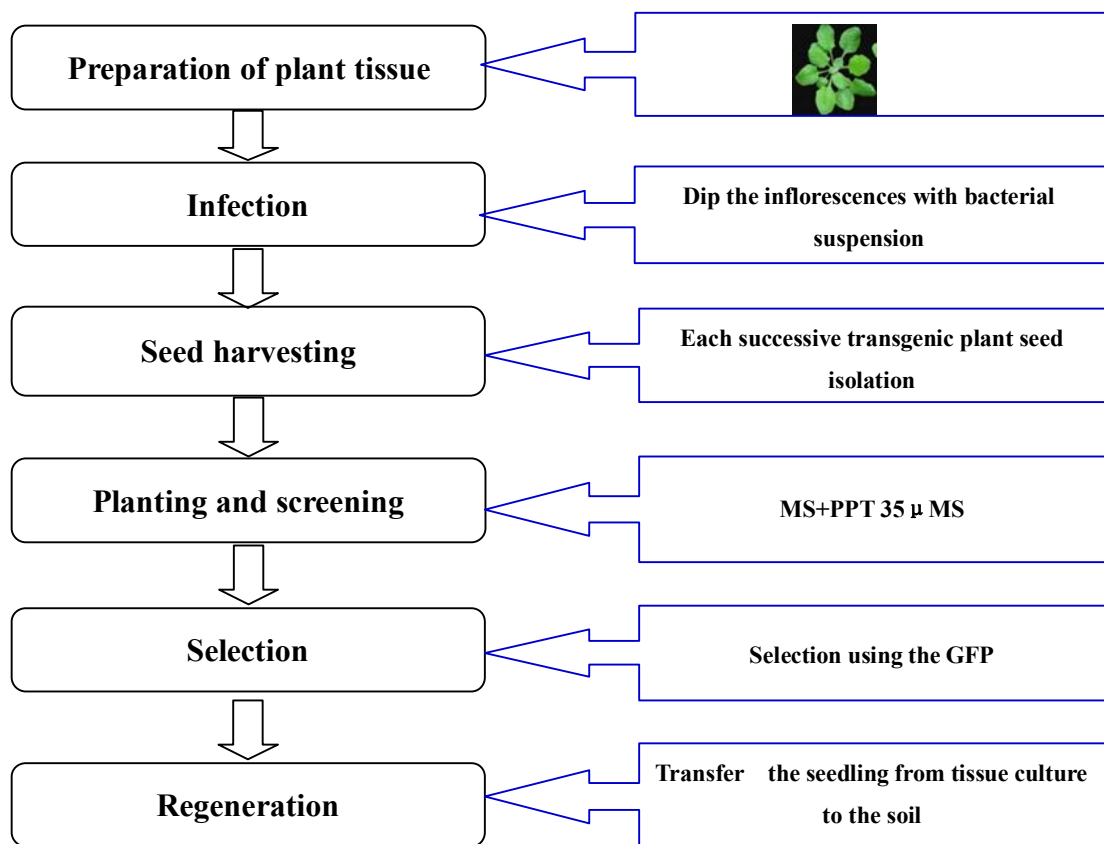 Preparation of plant tissue
Infection
Dip the inflorescences with bacterial
suspension
Seed harvesting
Each successive transgenic plant seed
isolation
Planting and screening
MS+PPT 35 μ MS
Selection
Selection using the GFP
Regeneration
Transfer the seedling from tissue culture
to the soil